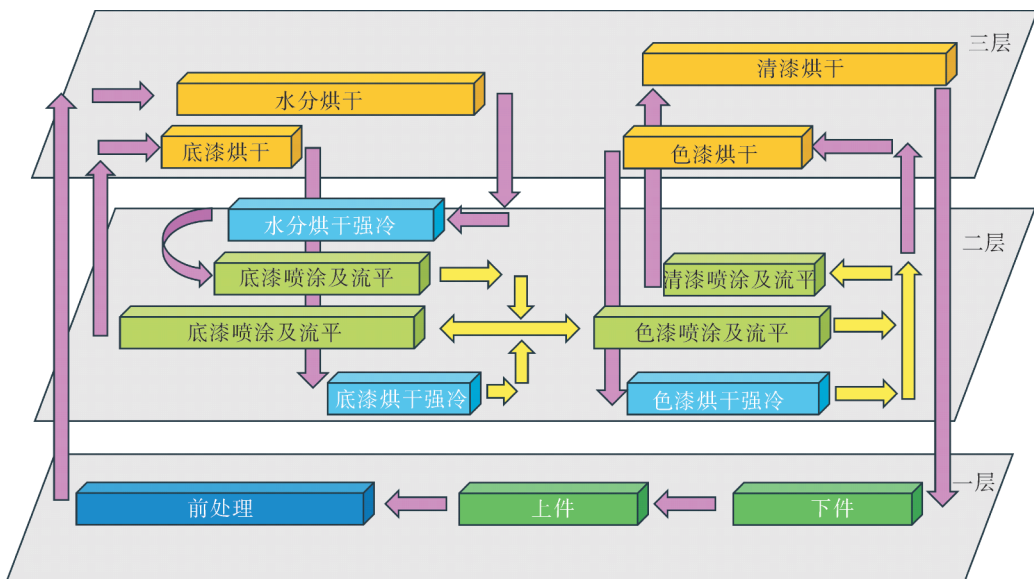 三层
清漆烘干
水分烘干
底漆烘干
色漆烘干
二层
水分烘干强冷
底漆喷涂及流平
清漆喷涂及流平
底漆喷涂及流平
色漆喷涂及流平
底漆烘干强冷
色漆烘干强冷
一层
前处理
上件
下件